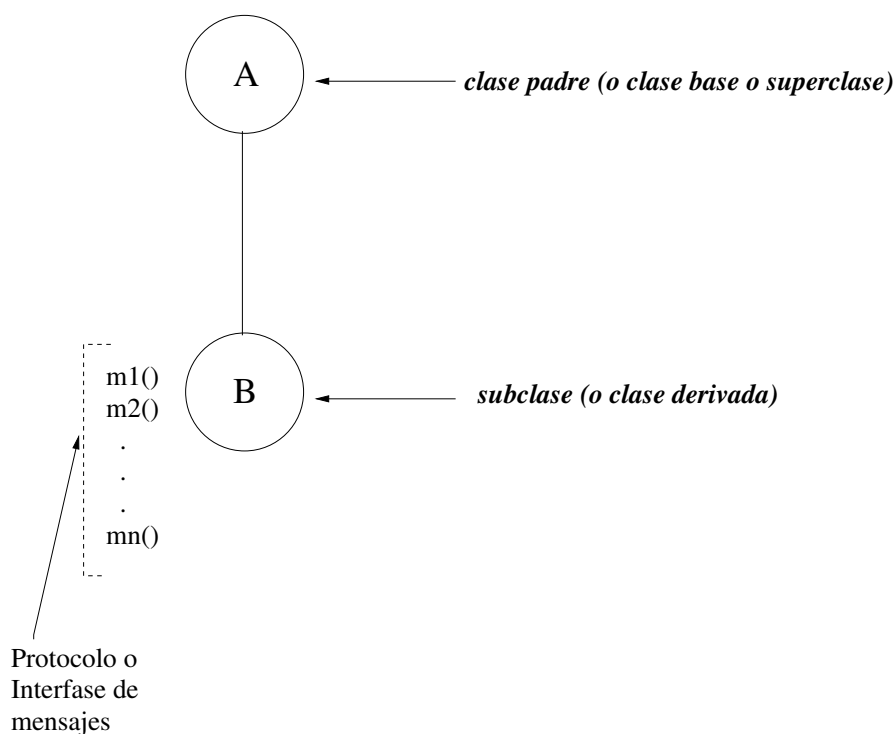 A
clase padre (o clase base o superclase)
m1()
m2()
.
.
.
mn()
B
subclase (o clase derivada)
Protocolo o
Interfase de
mensajes